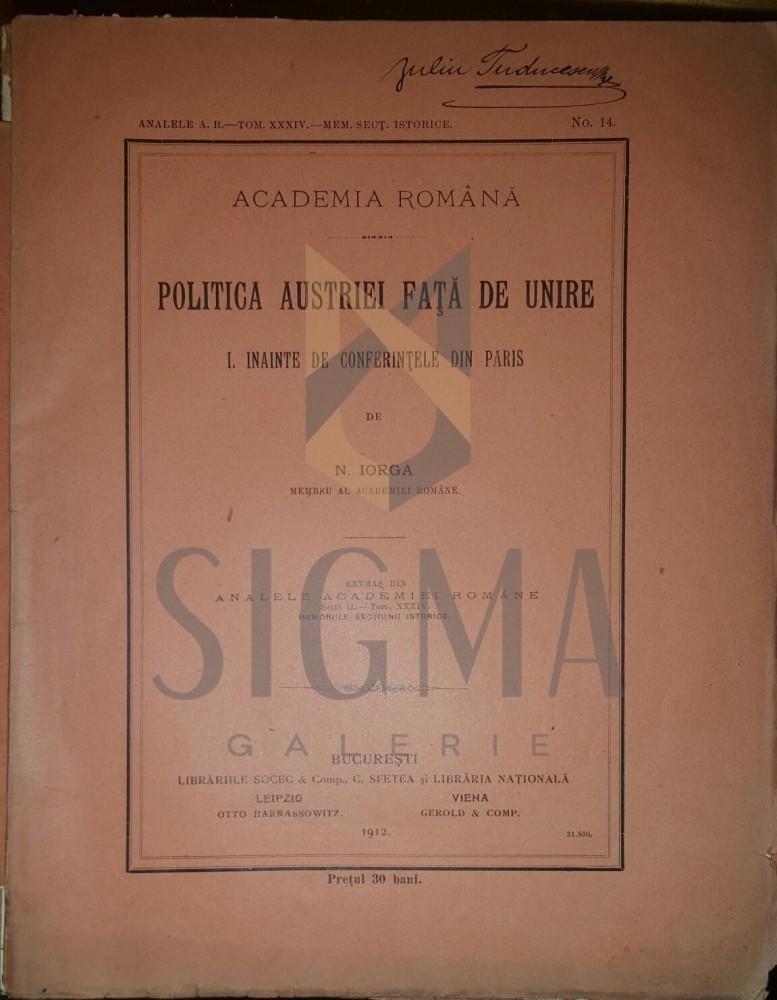 Juliu Tuducescu
ANALELE A. R.—TOM. XXXIV.—MEM. SECŢ. ISTORICE. No. 14.
ACADEMIA ROMÂNĂ
POLITICA AUSTRIEI FAŢĂ DE UNIRE
I. INAINTE DE CONFERINŢELE DIN PARIS
DE
N. IORGA
MEMBRU AL ACADEMIEI ROMÂNE.
EXTRAS DIN
ANALELE ACADEMIEI ROMÂNE
Seria II.—Tom. XXXIV.
MEMORIILE SECŢIUNII ISTORICE.
SIGMA
GALERIE
BUCUREŞTI
LIBRĂRIILE SOCEC & Comp., C. SFETEA şi LIBRĂRIA NAŢIONALĂ
LEIPZIG VIENA
OTTO HARRASSOWITZ. GEROLD & COMP.
1912. 31.830.
Preţul 30 bani.